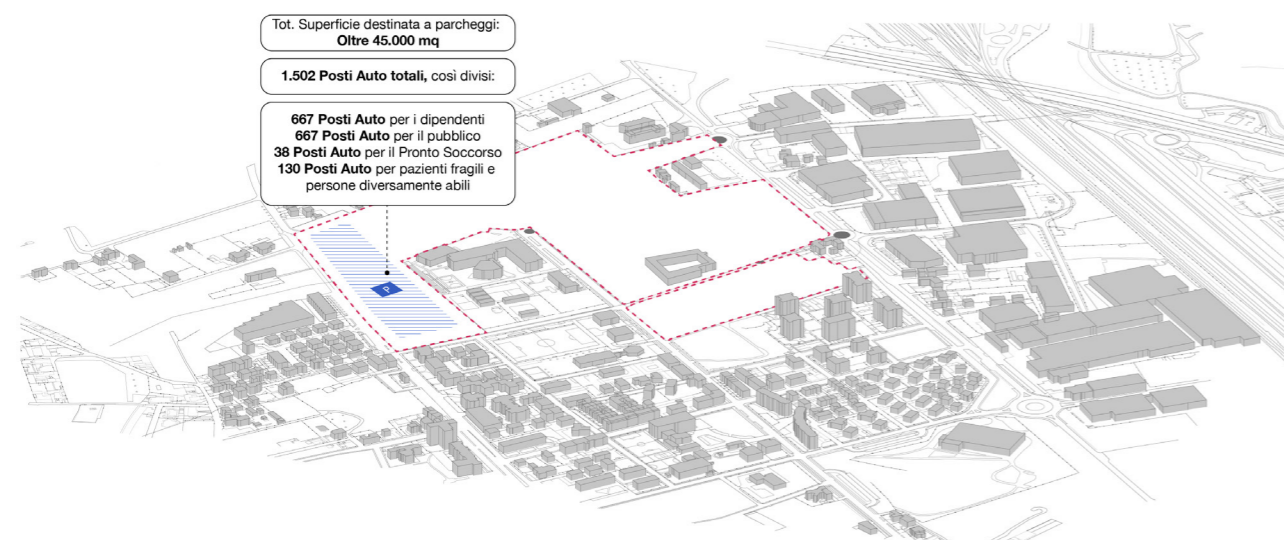 Tot. Superficie destinata a parcheggi:
Oltre 45.000 mq
1.502 Posti Auto totali, così divisi:
667 Posti Auto per i dipendenti
667 Posti Auto per il pubblico
38 Posti Auto per il Pronto Soccorso
130 Posti Auto per pazienti fragili e
persone diversamente abili
P